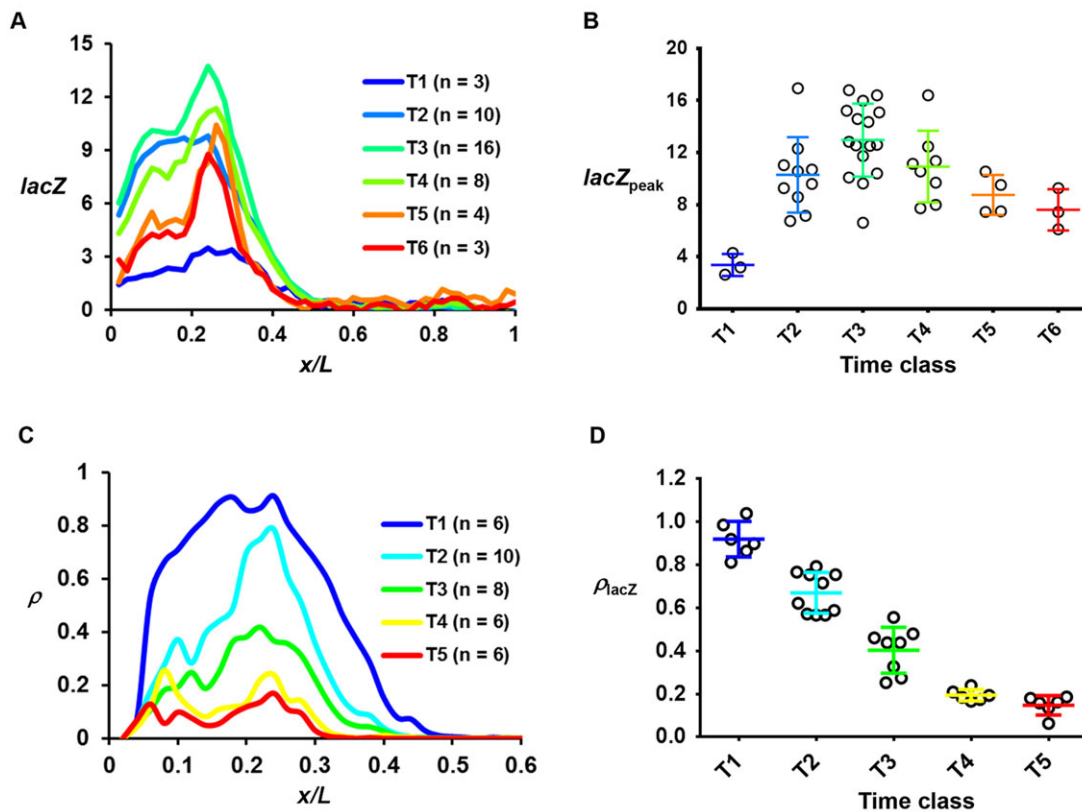 A
15
12
9
6
3
0
lacZ
0
0.2
0.4
0.6
0.8
1
x/L
T1 (n = 3)
T2 (n = 10)
T3 (n = 16)
T4 (n = 8)
T5 (n = 4)
T6 (n = 3)
B
20
16
12
8
4
0
lacZpeak
T1
T2
T3
T4
T5
T6
Time class
C
1
0.8
0.6
0.4
0.2
0
ρ
0
0.1
0.2
0.3
0.4
0.5
0.6
x/L
T1 (n = 6)
T2 (n = 10)
T3 (n = 8)
T4 (n = 6)
T5 (n = 6)
D
1.2
1.0
0.8
0.6
0.4
0.2
0.0
ρlacZ
T1
T2
T3
T4
T5
Time class